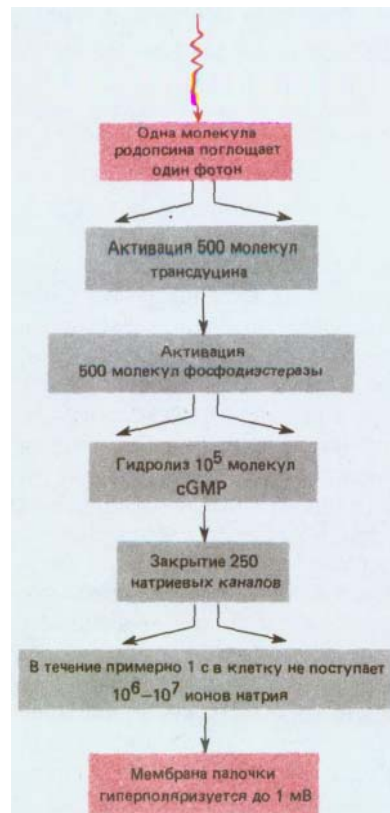 Одна молекула
родопсина поглощает
один фотон
Активация 500 молекул
трансдуцина
Активация
500 молекул фосфодиэстеразы
Гидролиз 10⁵ молекул
cGMP
Закрытие 250
натриевых каналов
В течение примерно 1 с в клетку не поступает
10⁶–10⁷ ионов натрия
Мембрана палочки
гиперполяризуется до 1 мВ